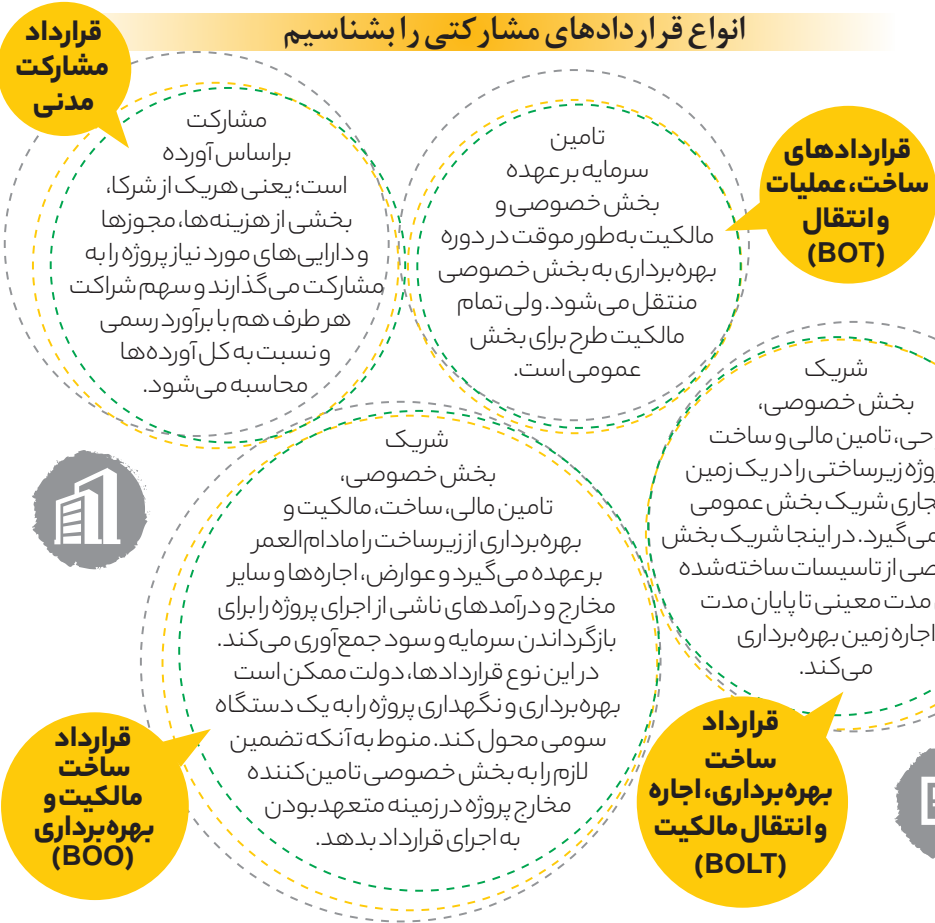 انواع قراردادهای مشارکتی را بشناسیم
قرارداد
مشارکت
مدنی
مشارکت
براساس آورده
است؛ یعنی هریک از شرکا،
بخشی از هزینه‌ها، مجوزها
و دارایی‌های مورد نیاز پروژه را به
مشارکت می‌گذارند و سهم شراکت
هر طرف هم با برآورد رسمی
و نسبت به کل آورده‌ها
محاسبه می‌شود.
قراردادهای
ساخت، عملیات
و انتقال
(BOT)
تامین
سرمایه بر عهده
بخش خصوصی و
مالکیت به‌طور موقت در دوره
بهره‌برداری به بخش خصوصی
منتقل می‌شود. ولی تمام
مالکیت طرح برای بخش
عمومی است.
قرارداد
ساخت
بهره‌برداری، اجاره
و انتقال مالکیت
(BOLT)
شریک
بخش خصوصی،
تامین مالی و ساخت
زیرساختی را در یک زمین
شریک بخش عمومی
می‌گیرد. در اینجا شریک بخش
از تاسیسات ساخته‌شده
مدت معینی تا پایان مدت
اجاره زمین بهره‌برداری
می‌کند.
قرارداد
ساخت
مالکیت و
بهره‌برداری
(BOO)
شریک
بخش خصوصی،
تامین مالی، ساخت، مالکیت و
بهره‌برداری از زیرساخت را مادام‌العمر
بر عهده می‌گیرد و عوارض، اجاره‌ها و سایر
مخارج و درآمدهای ناشی از اجرای پروژه را برای
بازگرداندن سرمایه و سود جمع‌آوری می‌کند.
در این نوع قراردادها، دولت ممکن است
بهره‌برداری و نگهداری پروژه را به یک دستگاه
سومی محول کند. منوط به آنکه تضمین
لازم را به بخش خصوصی تامین‌کننده
مخارج پروژه در زمینه متعهدبودن
به اجرای قرارداد بدهد.